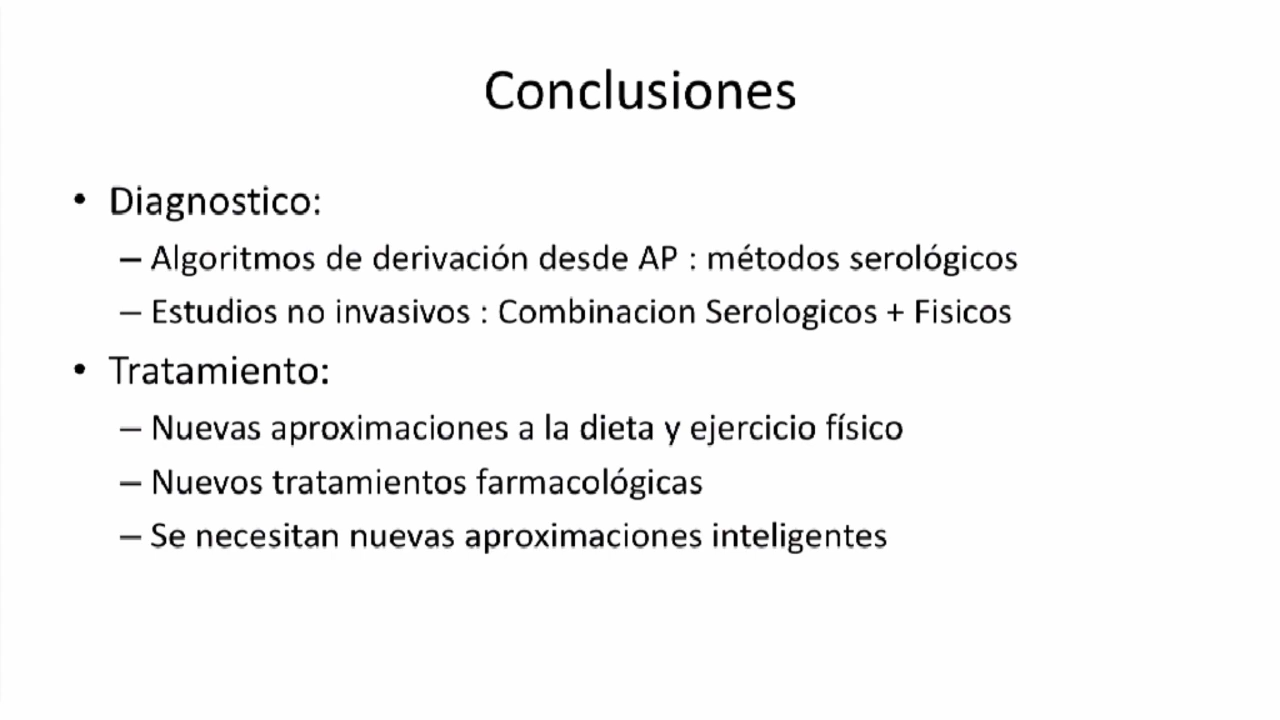 Conclusiones
• Diagnostico:
– Algoritmos de derivación desde AP : métodos serológicos
– Estudios no invasivos : Combinacion Serologicos + Fisicos
• Tratamiento:
– Nuevas aproximaciones a la dieta y ejercicio físico
– Nuevos tratamientos farmacológicas
– Se necesitan nuevas aproximaciones inteligentes